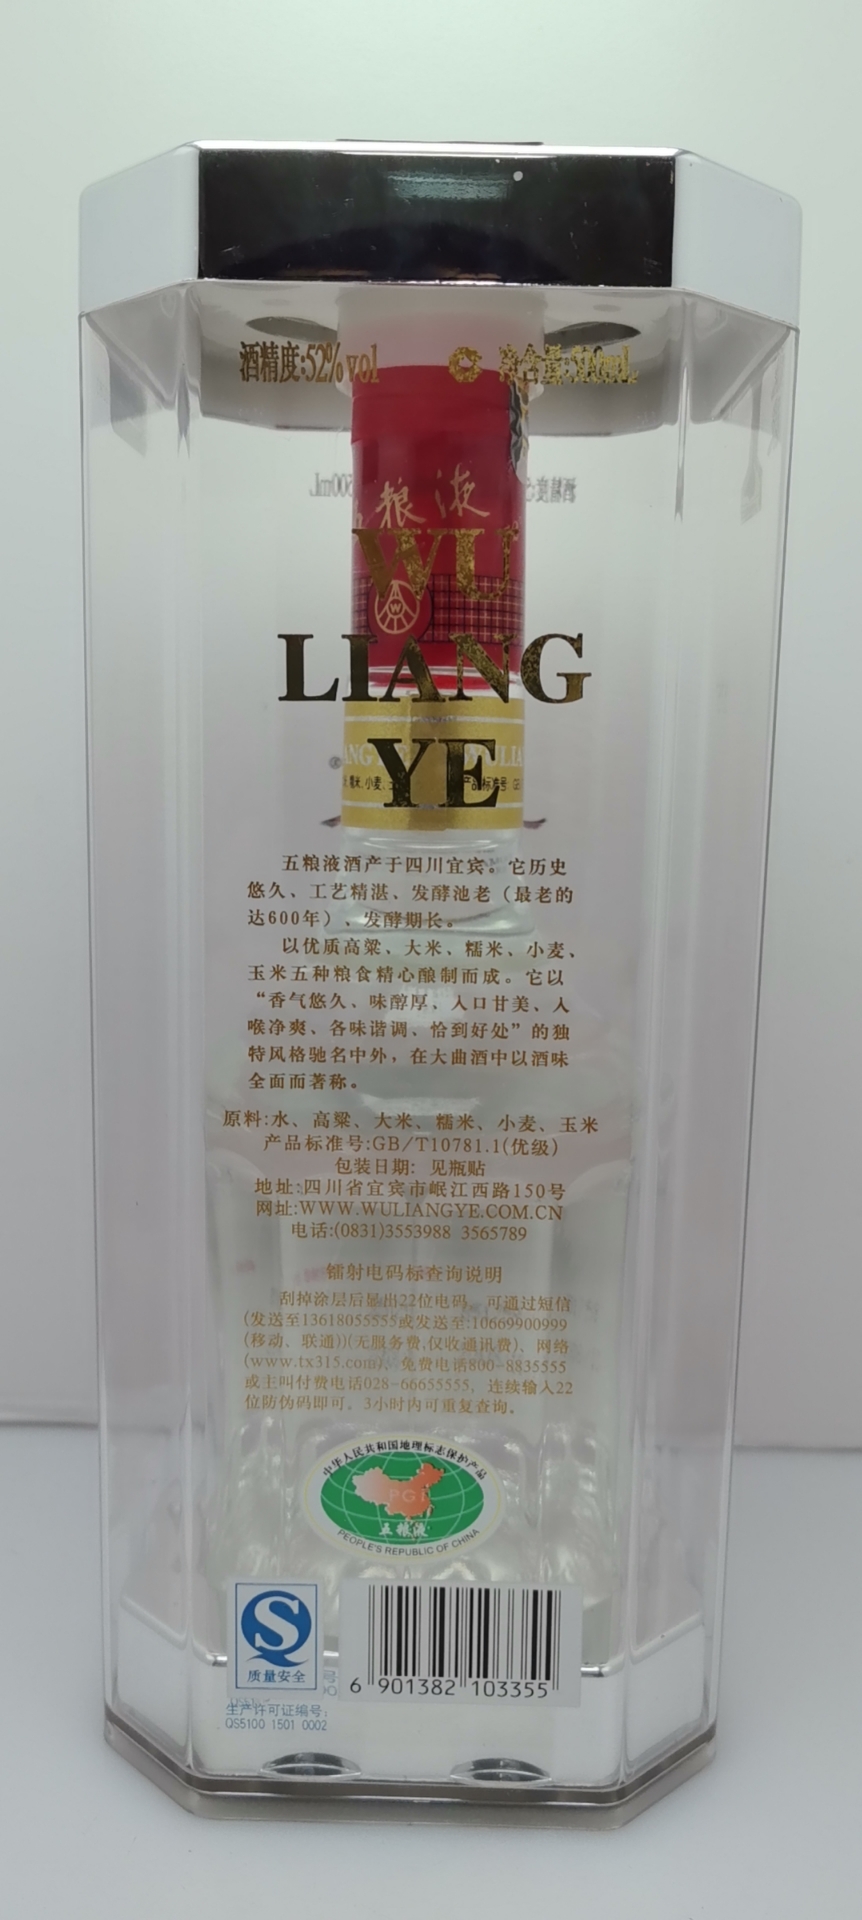 酒精度:52%vol 净含量:500mL
粮液
W
WU
LIANG
YE
五粮液酒产于四川宜宾。它历史
悠久、工艺精湛、发酵池老（最老的
达600年）、发酵期长。
以优质高粱、大米、糯米、小麦、
玉米五种粮食精心酿制而成。它以
“香气悠久、味醇厚、入口甘美、入
喉净爽、各味谐调、恰到好处”的独
特风格驰名中外，在大曲酒中以酒味
全面而著称。
原料:水、高粱、大米、糯米、小麦、玉米
产品标准号:GB/T10781.1(优级)
包装日期: 见瓶贴
地址:四川省宜宾市岷江西路150号
网址:WWW.WULIANGYE.COM.CN
电话:(0831)3553988 3565789
镭射电码标查询说明
刮掉涂层后显出22位电码，可通过短信
(发送至13618055555或发送至:10669900999
(移动、联通))(无服务费,仅收通讯费)、网络
(www.tx315.com)、免费电话800-8835555
或主叫付费电话028-66655555，连续输入22
位防伪码即可。3小时内可重复查询。
中华人民共和国地理标志保护产品
PGI
五粮液
PEOPLE'S REPUBLIC OF CHINA
质量安全
6 901382 103355
生产许可证编号:
QS5100 1501 0002